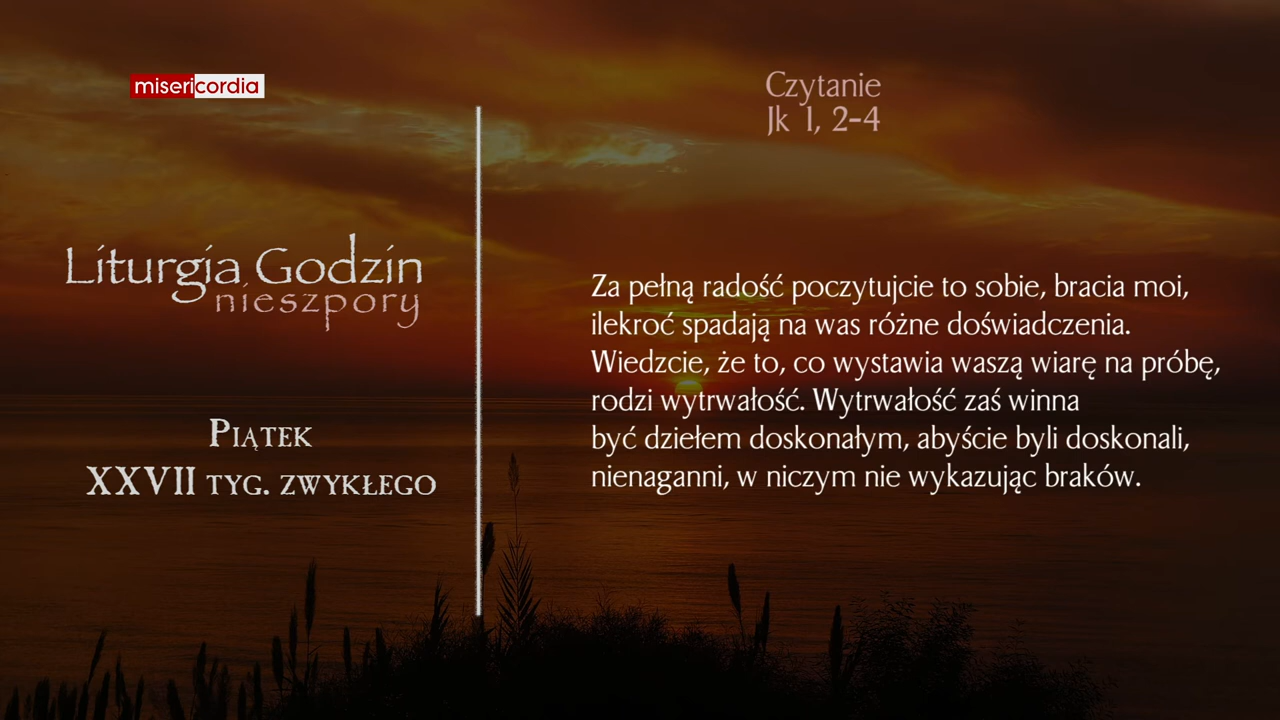 misericordia
Liturgia Godzin
nieszpory
Piątek
XXVII tyg. zwykłego
Czytanie
Jk 1, 2-4
Za pełną radość poczytujcie to sobie, bracia moi,
ilekroć spadają na was różne doświadczenia.
Wiedzcie, że to, co wystawia waszą wiarę na próbę,
rodzi wytrwałość. Wytrwałość zaś winna
być dziełem doskonałym, abyście byli doskonali,
nienaganni, w niczym nie wykazując braków.